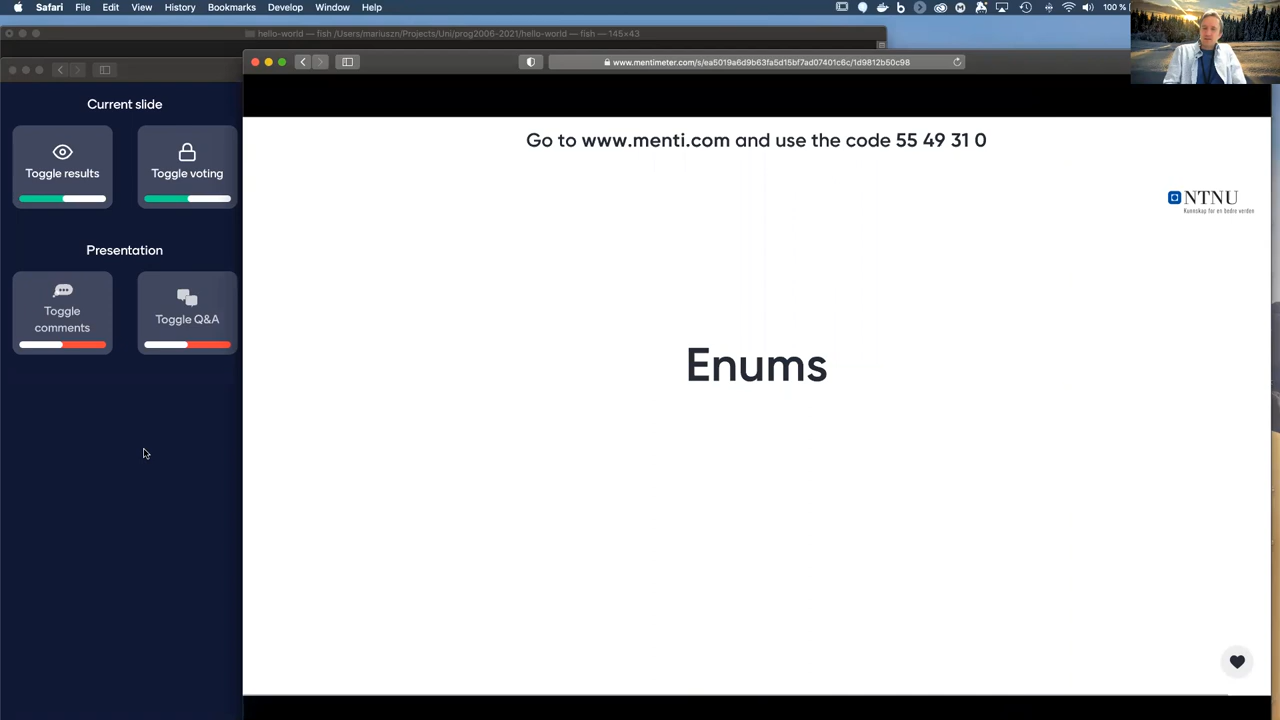 Safari File Edit View History Bookmarks Develop Window Help
100 %
hello-world — fish /Users/mariuszn/Projects/Uni/prog2006-2021/hello-world — fish — 145×43
www.mentimeter.com/s/ea5019a6d9b63fa5d15bf7ad07401c6c/1d9812b50c98
Current slide
Toggle results
Toggle voting
Presentation
Toggle
comments
Toggle Q&A
Go to www.menti.com and use the code 55 49 31 0
NTNU
Kunnskap for en bedre verden
Enums